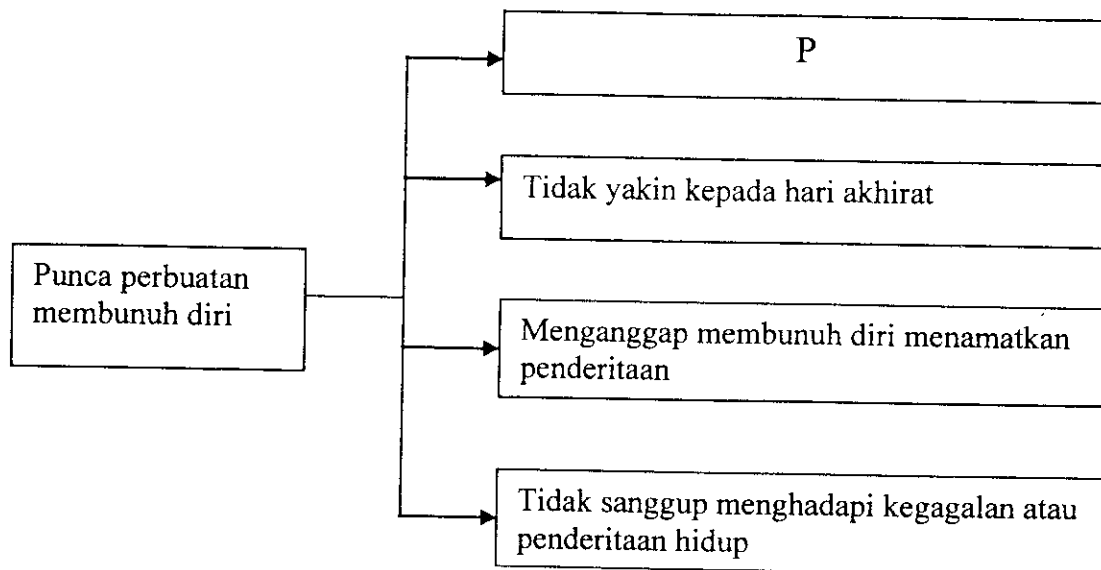 P
Tidak yakin kepada hari akhirat
Punca perbuatan
membunuh diri
Menganggap membunuh diri menamatkan
penderitaan
Tidak sanggup menghadapi kegagalan atau
penderitaan hidup